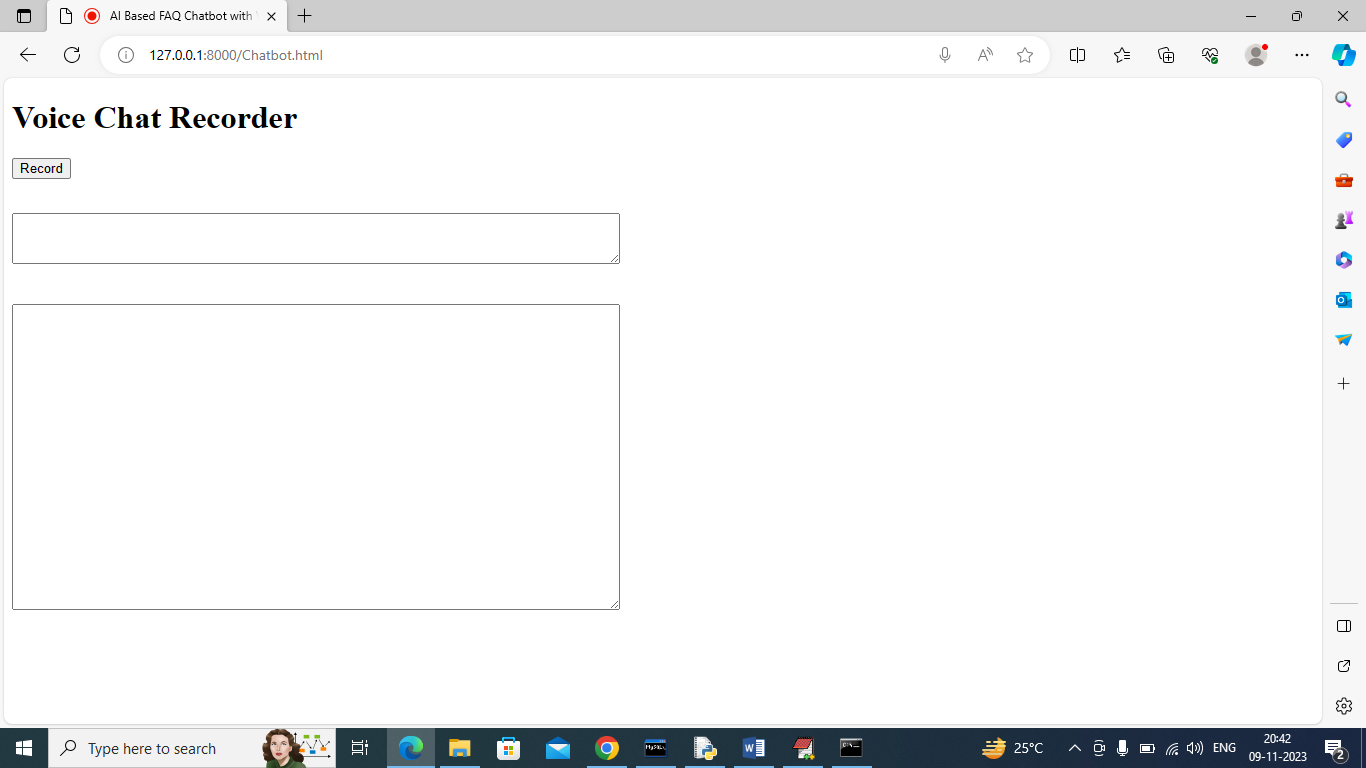 AI Based FAQ Chatbot with
127.0.0.1:8000/Chatbot.html
Voice Chat Recorder
Record
Type here to search
25°C
ENG
20:42
09-11-2023
2